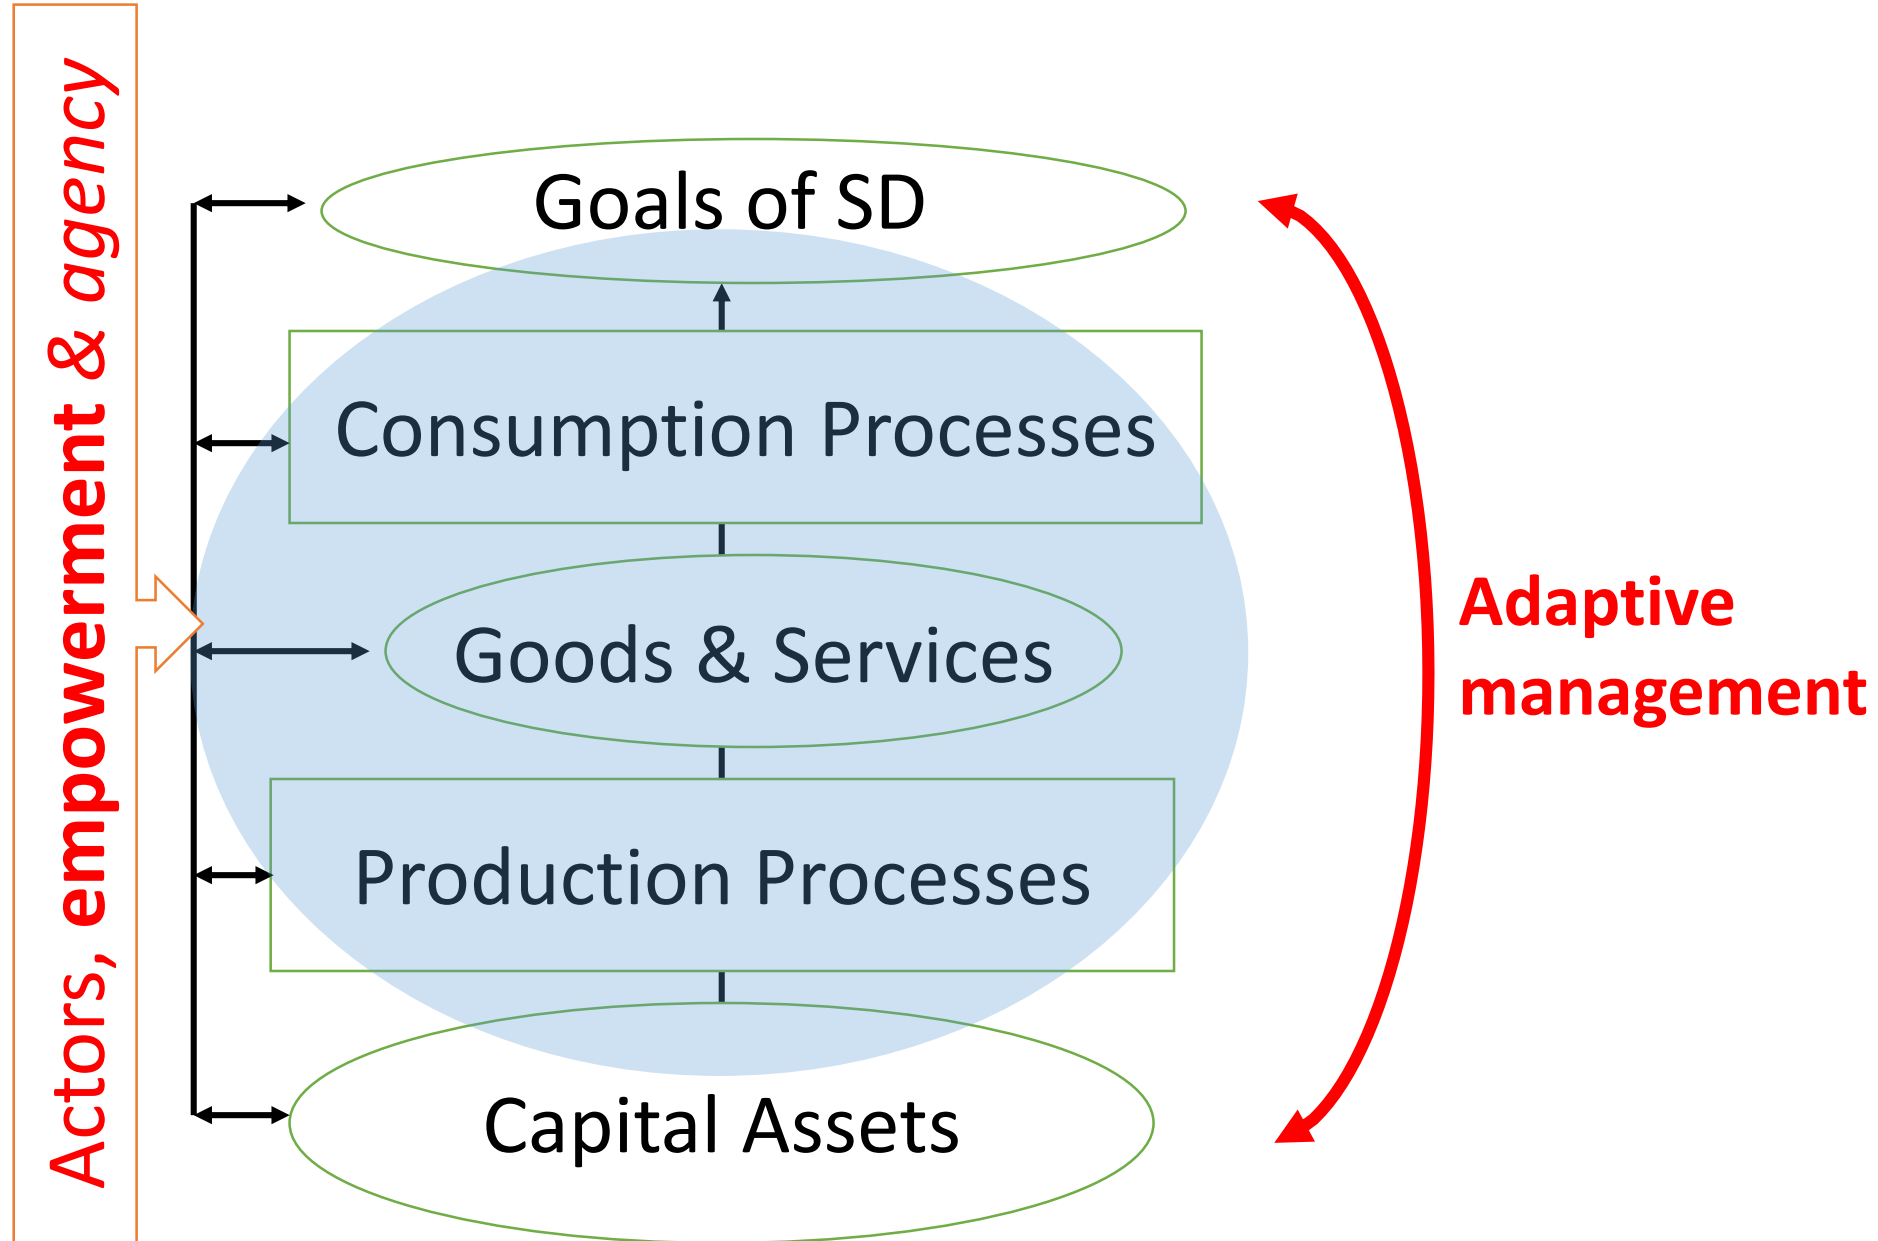 Actors, empowerment & agency
Goals of SD
Consumption Processes
Goods & Services
Production Processes
Capital Assets
Adaptive
management